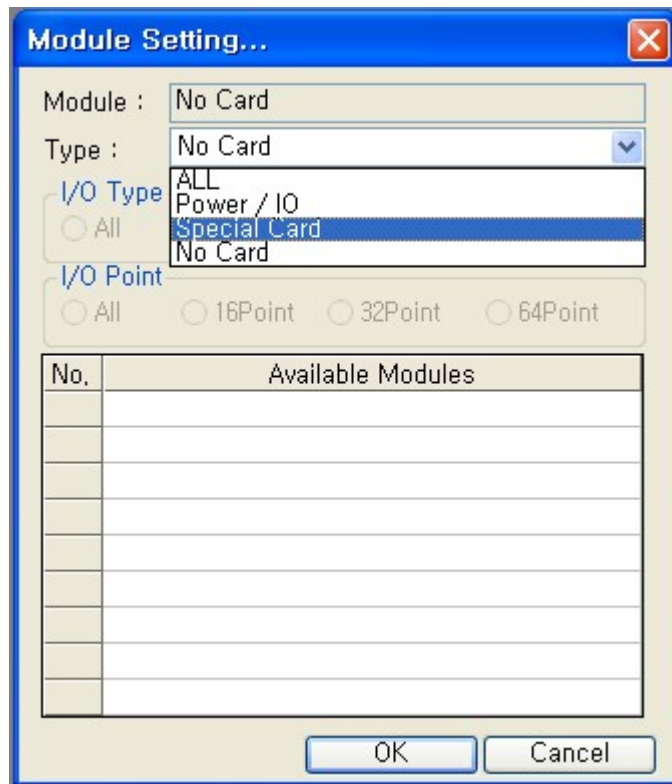 Module Setting...
Module : No Card
Type : No Card
ALL
I/O Type Power / IO
All Special Card
No Card
I/O Point
All 16Point 32Point 64Point
No. Available Modules
OK Cancel